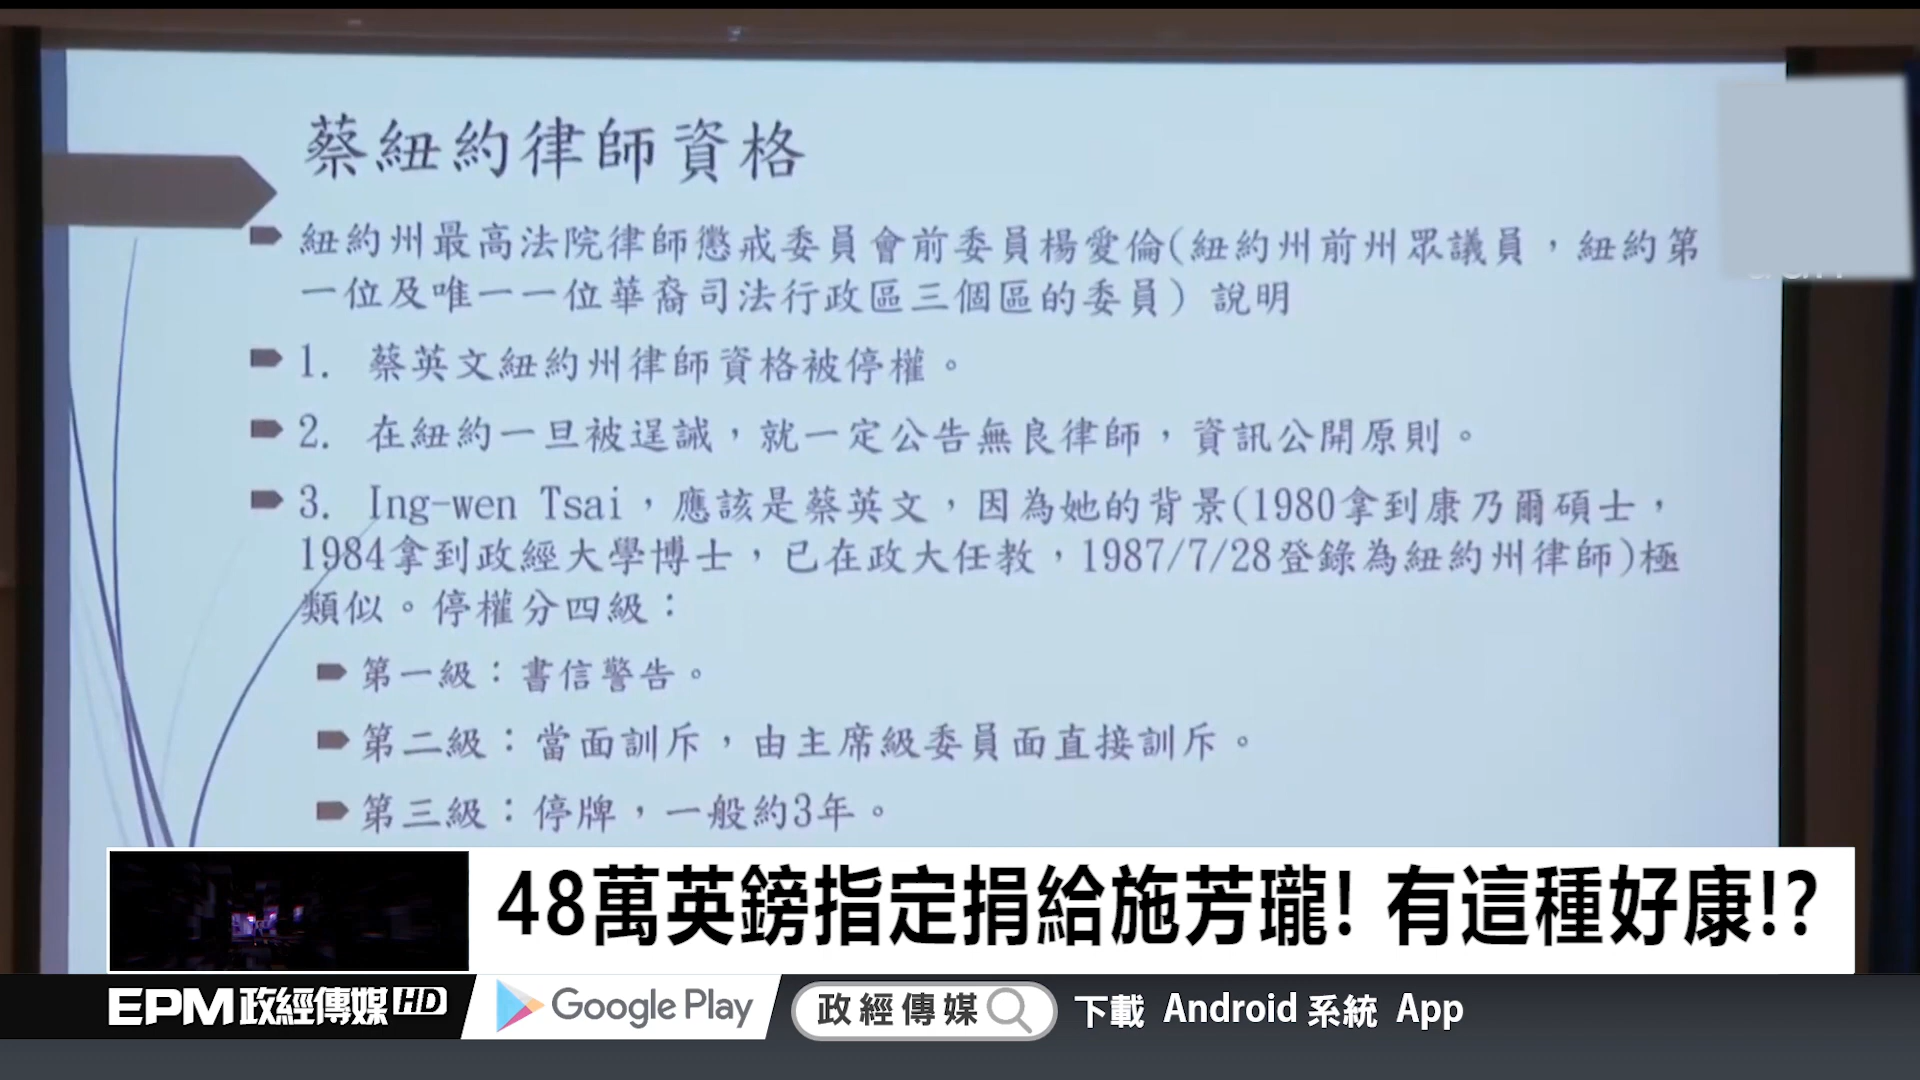 蔡紐約律師資格
紐約州最高法院律師懲戒委員會前委員楊愛倫(紐約州前州眾議員，紐約第
一位及唯一一位華裔司法行政區三個區的委員) 說明
1. 蔡英文紐約州律師資格被停權。
2. 在紐約一旦被逞誡，就一定公告無良律師，資訊公開原則。
3. Ing-wen Tsai，應該是蔡英文，因為她的背景(1980拿到康乃爾碩士，
1984拿到政經大學博士，已在政大任教，1987/7/28登錄為紐約州律師)極
類似。停權分四級：
第一級：書信警告。
第二級：當面訓斥，由主席級委員面直接訓斥。
第三級：停牌，一般約3年。
48萬英鎊指定捐給施芳瓏! 有這種好康!?
EPM政經傳媒HD
Google Play
政經傳媒
下載 Android 系統 App